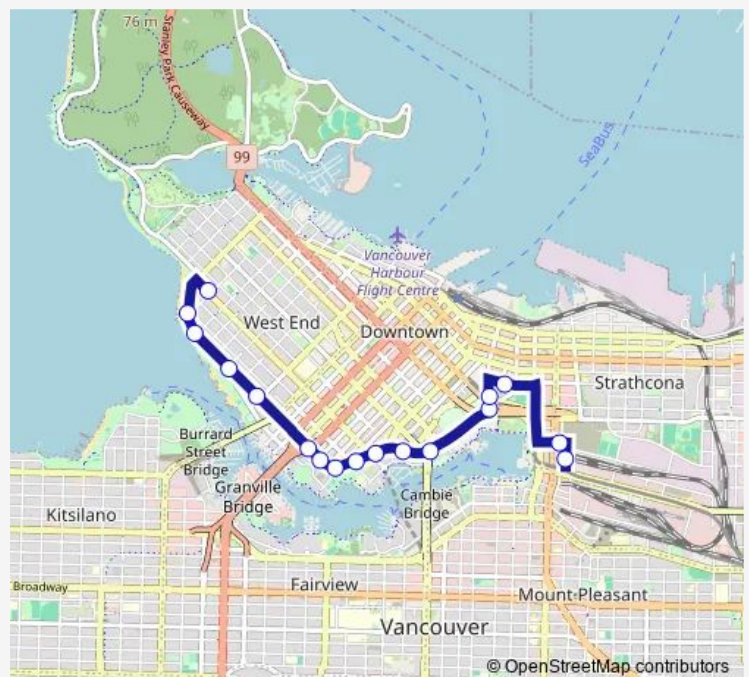 76 m
Stanley Park Causeway
99
SeaBus
Vancouver
Harbour
Flight Centre
West End
Downtown
Strathcona
Burrard
Street
Bridge
Granville
Bridge
Cambie
Bridge
Kitsilano
Broadway
Fairview
Mount-Pleasant
Vancouver
© OpenStreetMap contributors